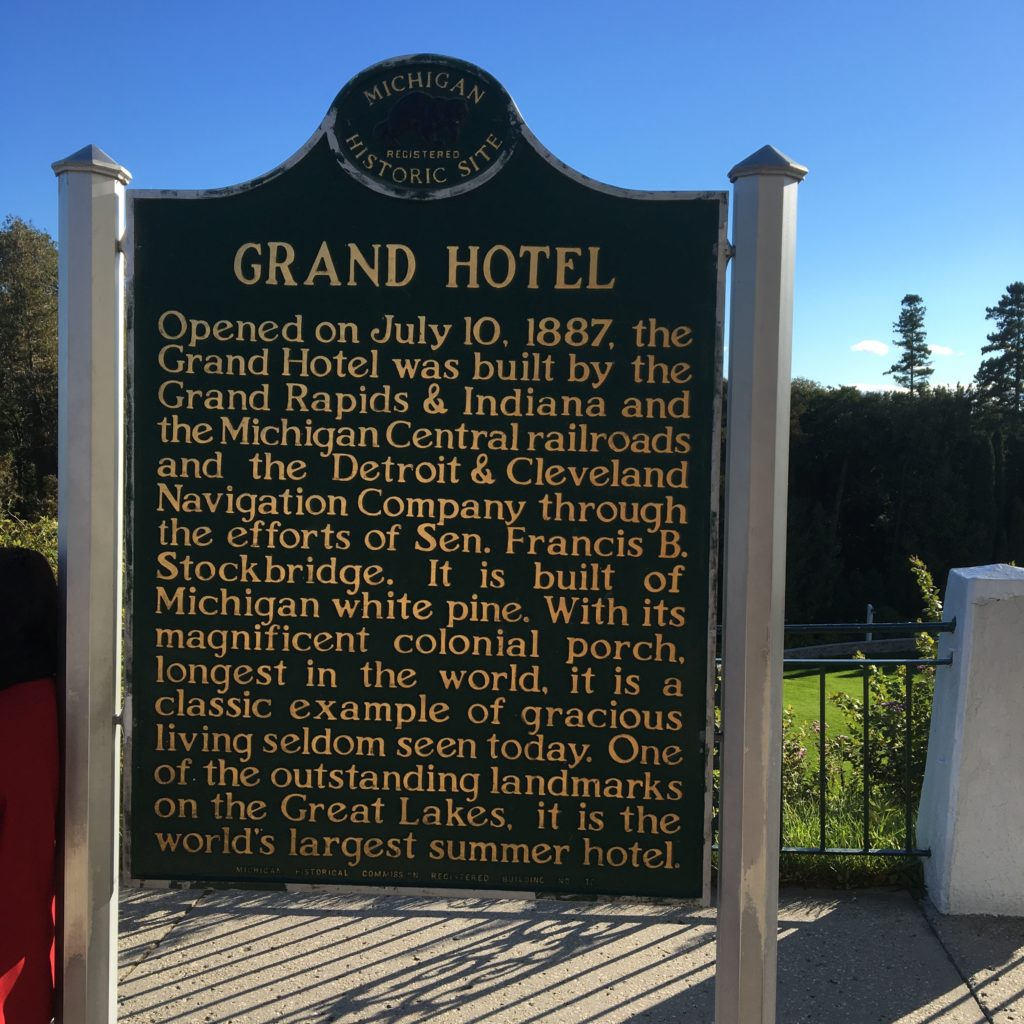 MICHIGAN
REGISTERED
HISTORIC SITE
GRAND HOTEL
Opened on July 10, 1887, the
Grand Hotel was built by the
Grand Rapids & Indiana and
the Michigan Central railroads
and the Detroit & Cleveland
Navigation Company through
the efforts of Sen. Francis B.
Stockbridge. It is built of
Michigan white pine. With its
magnificent colonial porch,
longest in the world, it is a
classic example of gracious
living seldom seen today. One
of the outstanding landmarks
on the Great Lakes, it is the
world's largest summer hotel.
MICHIGAN HISTORICAL COMMISSION REGISTERED BUILDING NO.